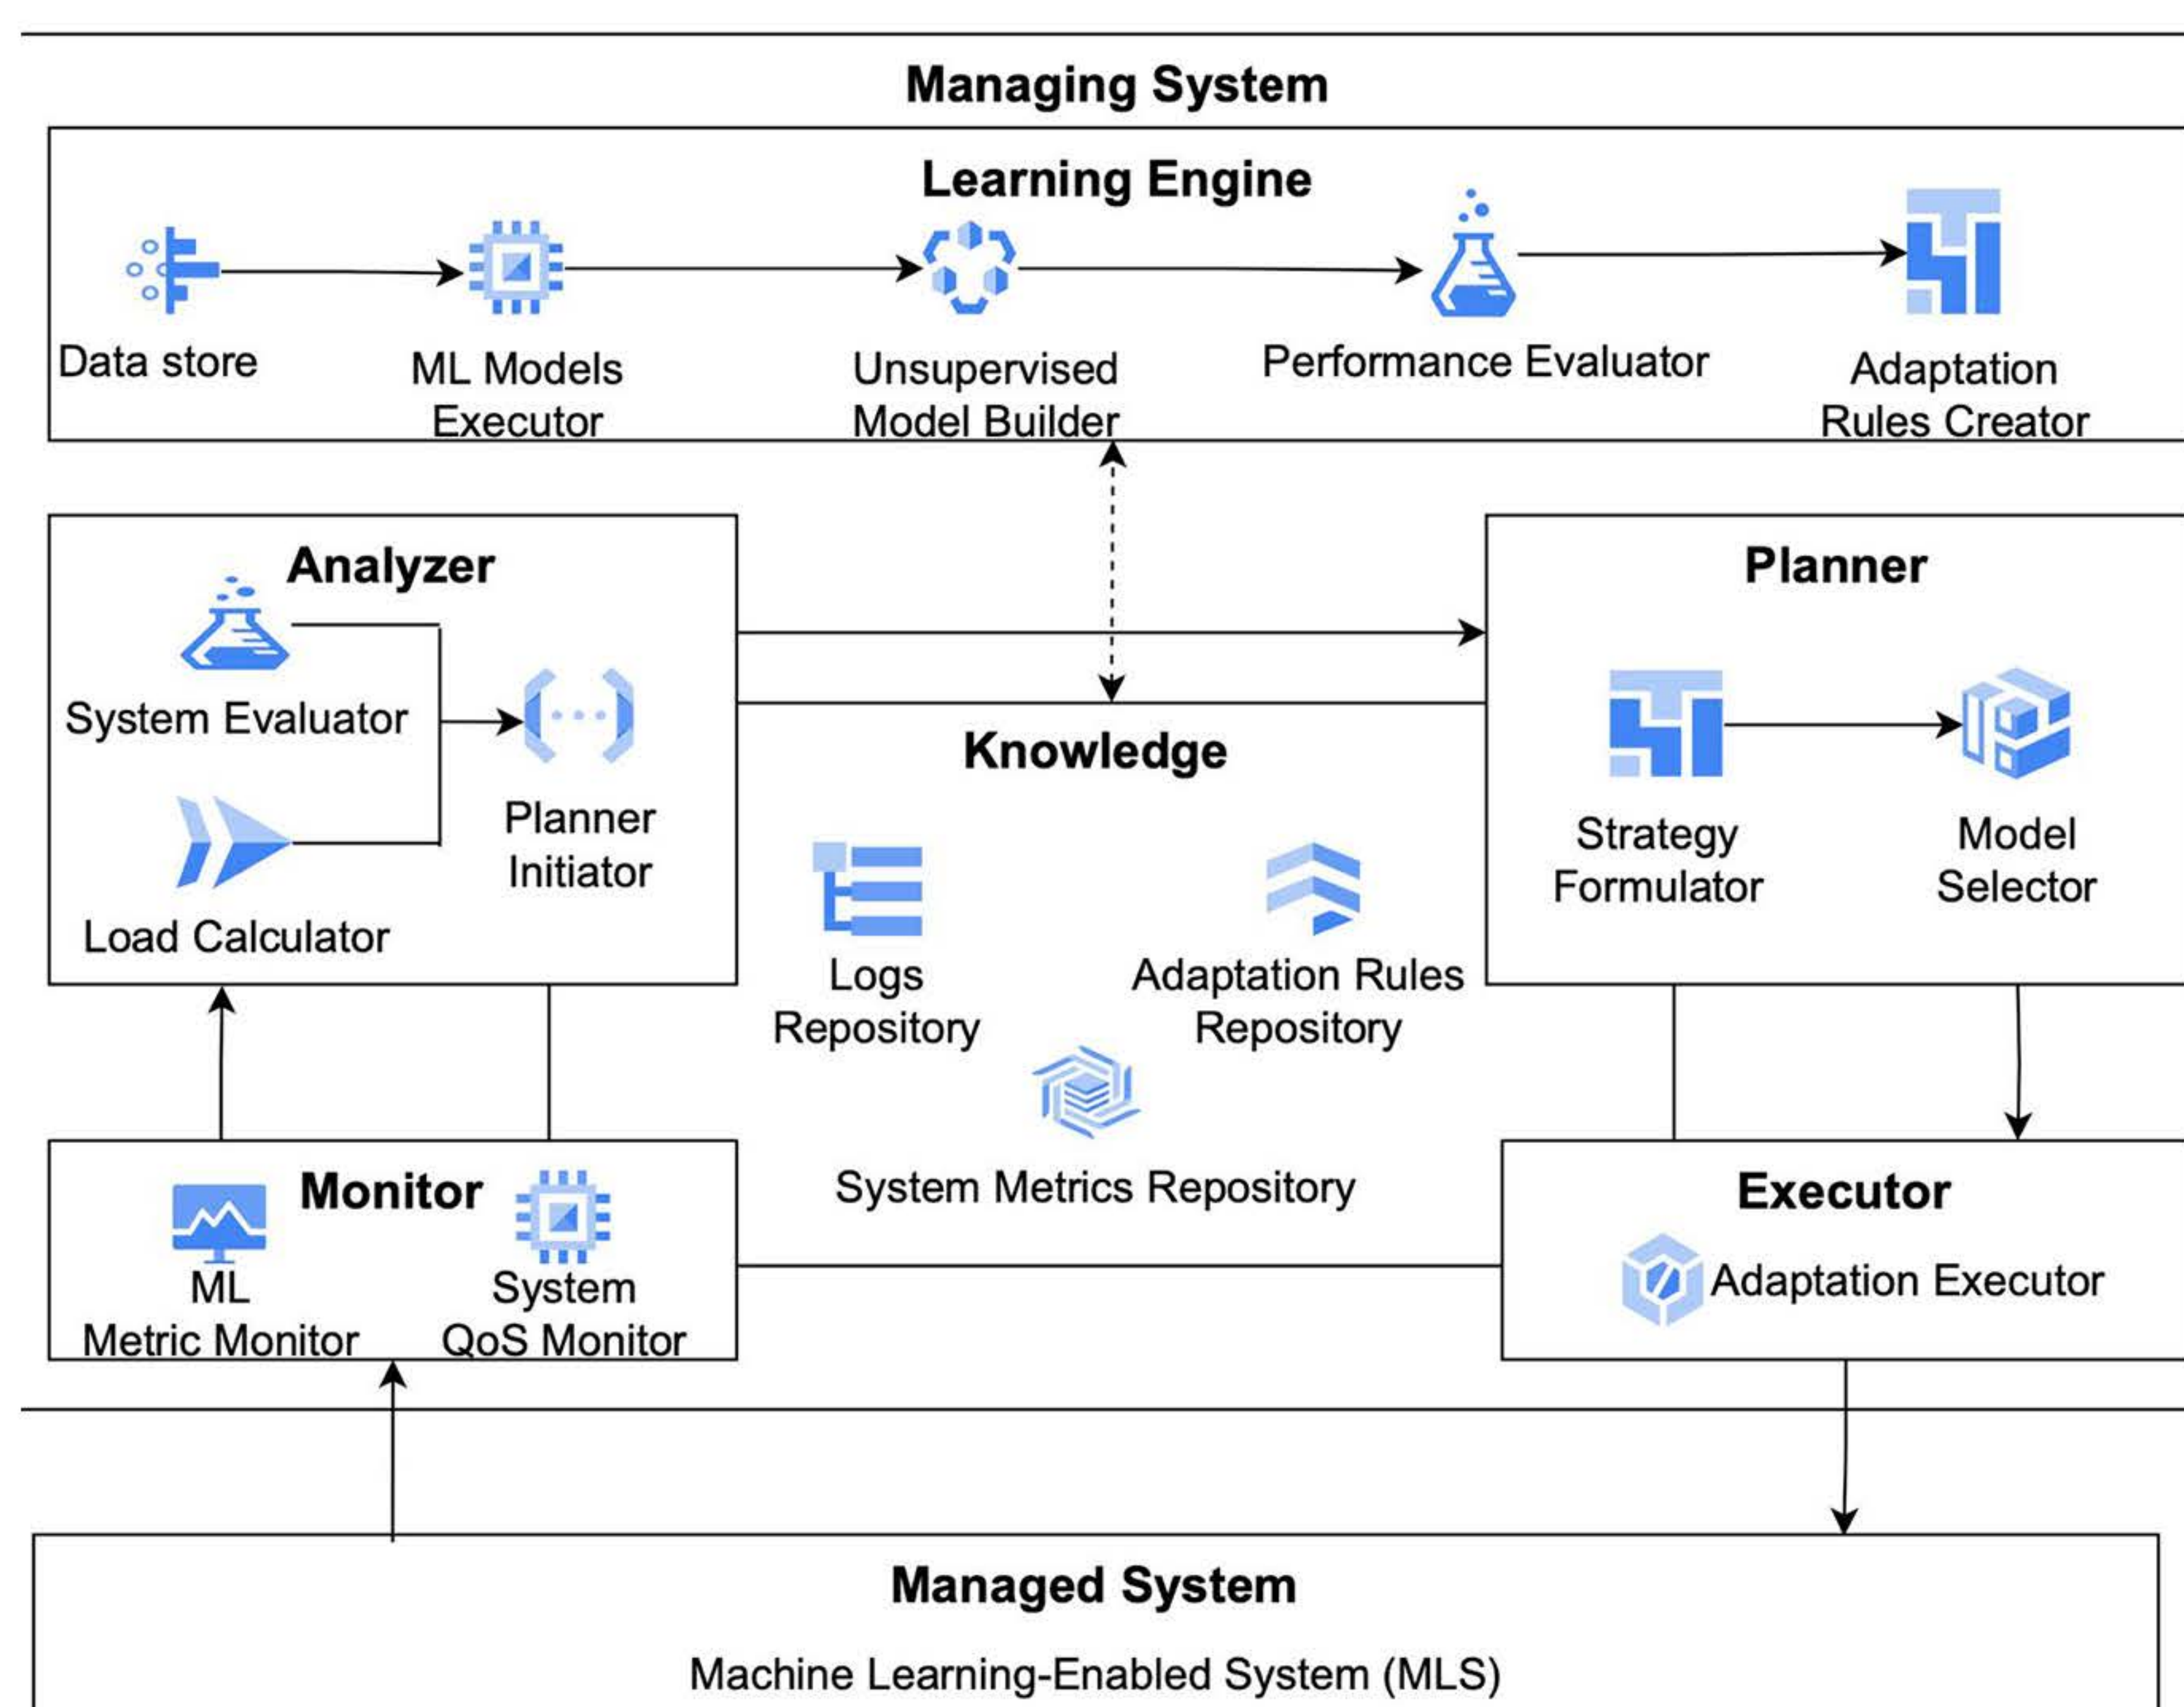 Managing System
Learning Engine
Data store
ML Models
Executor
Unsupervised
Model Builder
Performance Evaluator
Adaptation
Rules Creator
Analyzer
System Evaluator
Load Calculator
Planner
Initiator
Knowledge
Logs
Repository
Adaptation Rules
Repository
System Metrics Repository
Planner
Strategy
Formulator
Model
Selector
Monitor
ML
Metric Monitor
System
QoS Monitor
Executor
Adaptation Executor
Managed System
Machine Learning-Enabled System (MLS)